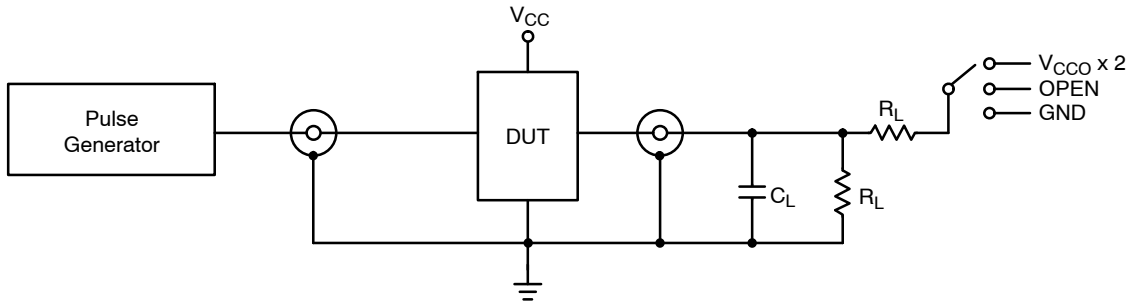 V_CC
Pulse
Generator
DUT
R_L
V_CCO x 2
OPEN
GND
C_L
R_L